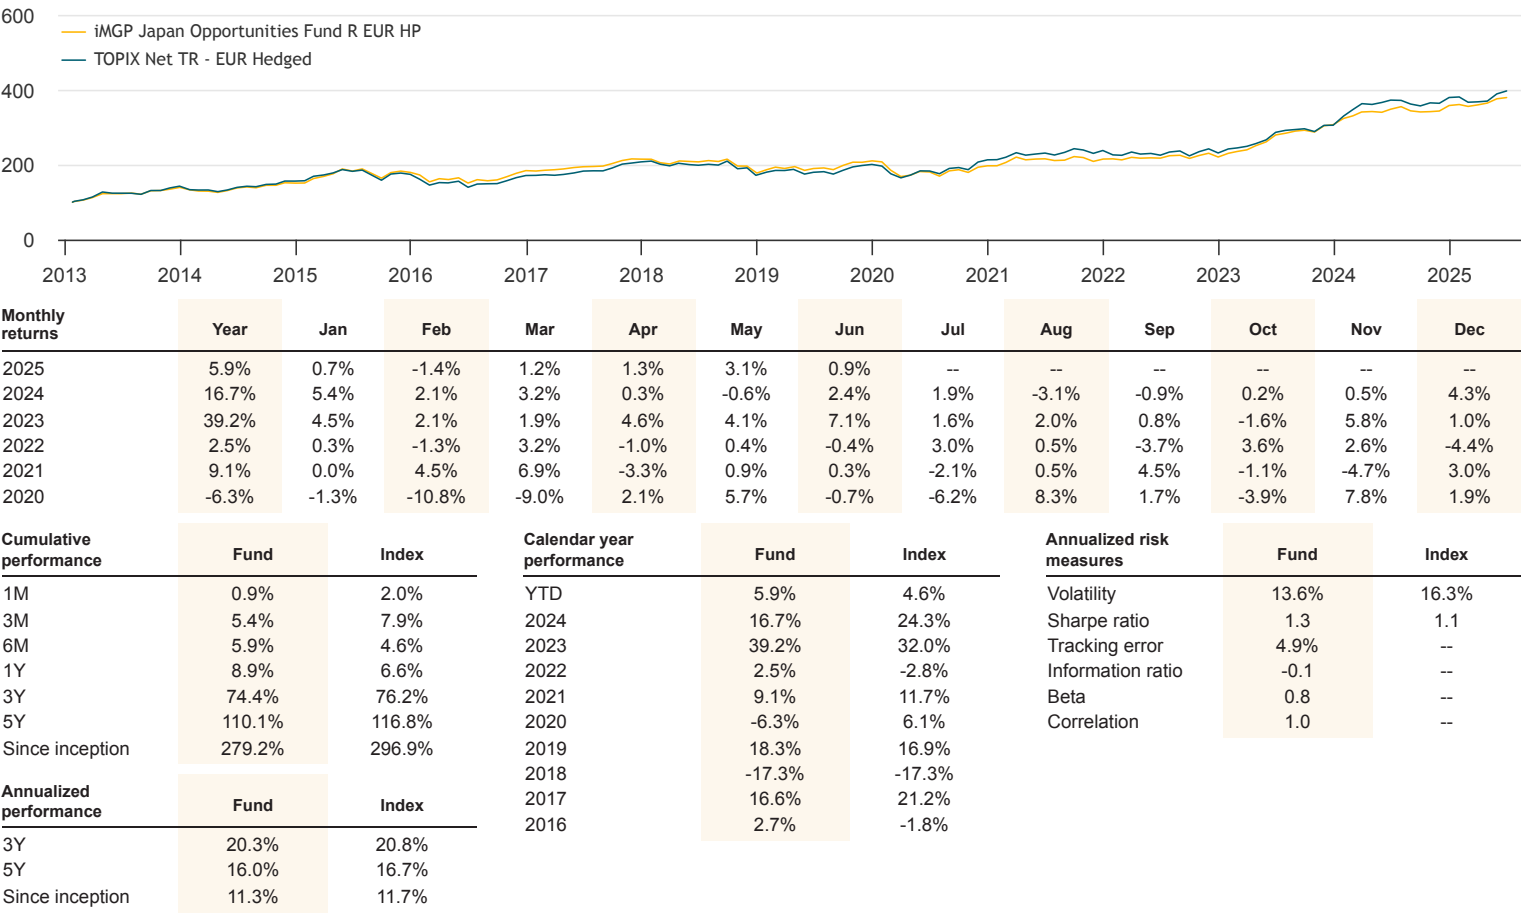 600
iMGP Japan Opportunities Fund R EUR HP
TOPIX Net TR - EUR Hedged
400
200
0
2013 2014 2015 2016 2017 2018 2019 2020 2021 2022 2023 2024 2025
Monthly returns Year Jan Feb Mar Apr May Jun Jul Aug Sep Oct Nov Dec
2025 5.9% 0.7% -1.4% 1.2% 1.3% 3.1% 0.9% -- -- -- -- -- --
2024 16.7% 5.4% 2.1% 3.2% 0.3% -0.6% 2.4% 1.9% -3.1% -0.9% 0.2% 0.5% 4.3%
2023 39.2% 4.5% 2.1% 1.9% 4.6% 4.1% 7.1% 1.6% 2.0% 0.8% -1.6% 5.8% 1.0%
2022 2.5% 0.3% -1.3% 3.2% -1.0% 0.4% -0.4% 3.0% 0.5% -3.7% 3.6% 2.6% -4.4%
2021 9.1% 0.0% 4.5% 6.9% -3.3% 0.9% 0.3% -2.1% 0.5% 4.5% -1.1% -4.7% 3.0%
2020 -6.3% -1.3% -10.8% -9.0% 2.1% 5.7% -0.7% -6.2% 8.3% 1.7% -3.9% 7.8% 1.9%
Cumulative performance Fund Index
1M 0.9% 2.0%
3M 5.4% 7.9%
6M 5.9% 4.6%
1Y 8.9% 6.6%
3Y 74.4% 76.2%
5Y 110.1% 116.8%
Since inception 279.2% 296.9%
Annualized performance Fund Index
3Y 20.3% 20.8%
5Y 16.0% 16.7%
Since inception 11.3% 11.7%
Calendar year performance Fund Index
YTD 5.9% 4.6%
2024 16.7% 24.3%
2023 39.2% 32.0%
2022 2.5% -2.8%
2021 9.1% 11.7%
2020 -6.3% 6.1%
2019 18.3% 16.9%
2018 -17.3% -17.3%
2017 16.6% 21.2%
2016 2.7% -1.8%
Annualized risk measures Fund Index
Volatility 13.6% 16.3%
Sharpe ratio 1.3 1.1
Tracking error 4.9% --
Information ratio -0.1 --
Beta 0.8 --
Correlation 1.0 --